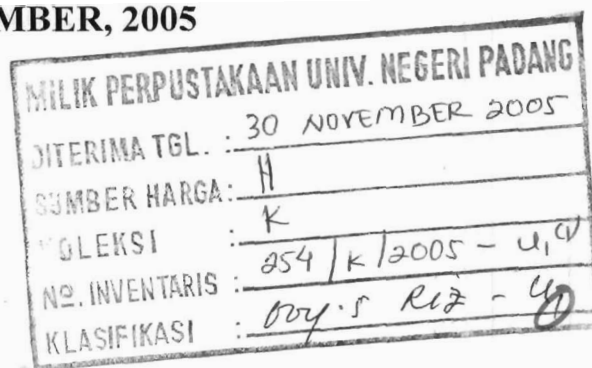 MBER, 2005
MILIK PERPUSTAKAAN UNIV. NEGERI PADANG
DITERIMA TGL. : 30 NOVEMBER 2005
SUMBER HARGA : H
KOLEKSI : K
No. INVENTARIS : 254 / K / 2005 - U,
KLASIFIKASI : RIZ - U